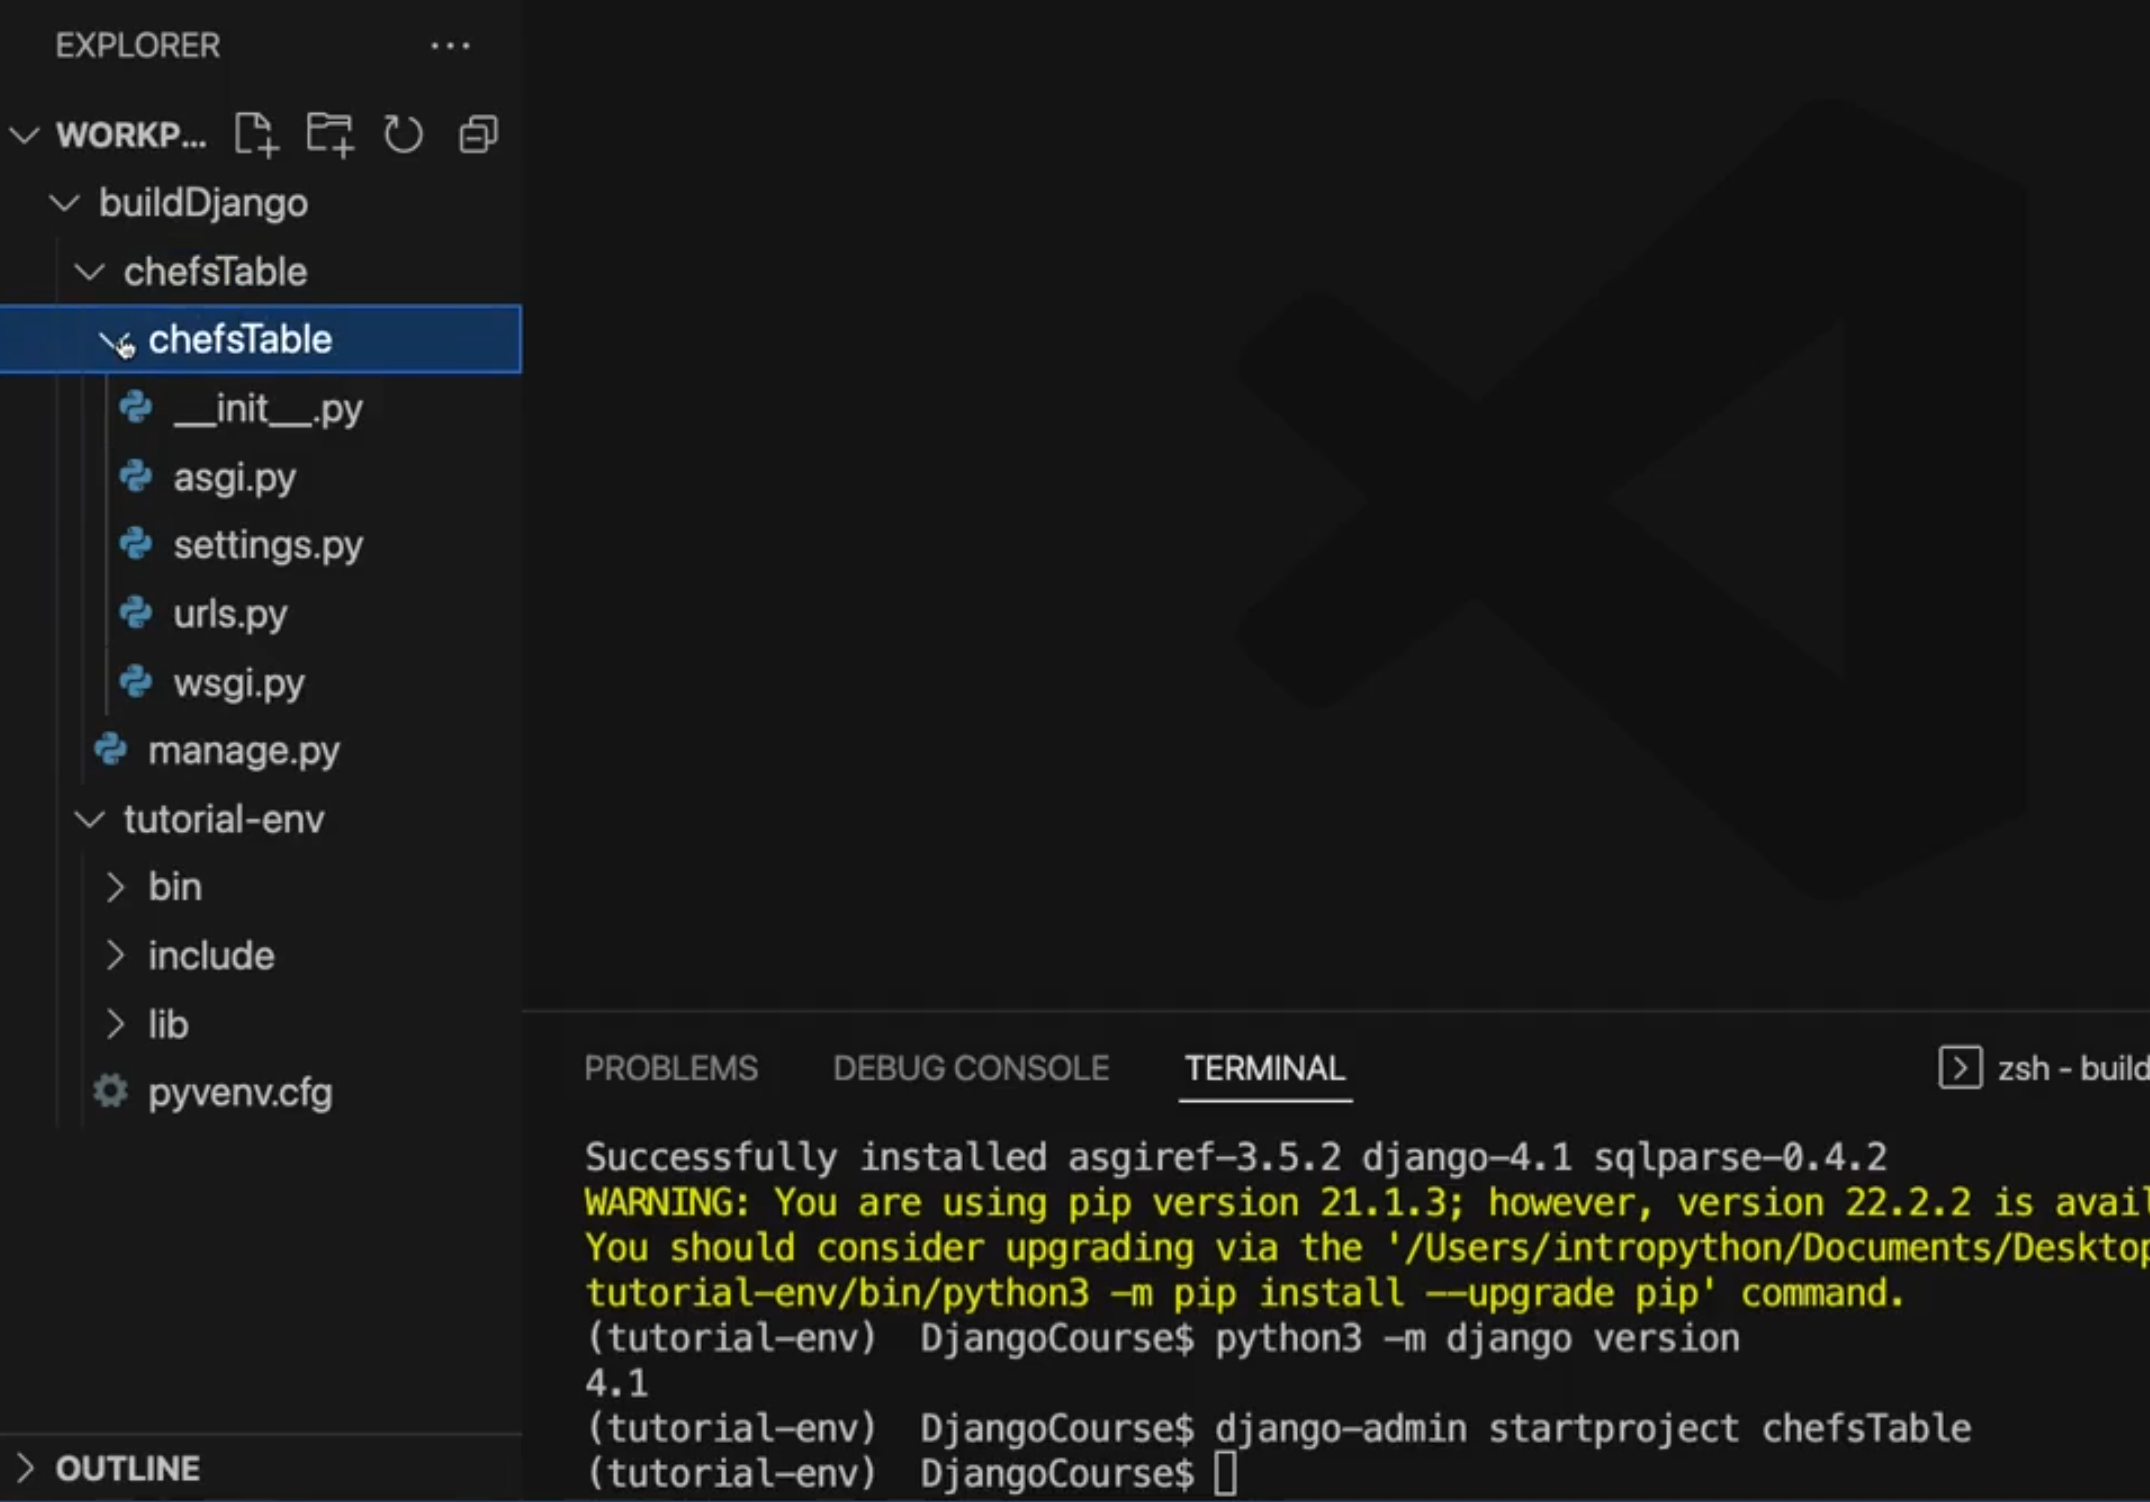 EXPLORER
WORKP...
buildDjango
chefsTable
chefsTable
__init__.py
asgi.py
settings.py
urls.py
wsgi.py
manage.py
tutorial-env
bin
include
lib
pyvenv.cfg
OUTLINE
PROBLEMS DEBUG CONSOLE TERMINAL zsh - build
Successfully installed asgiref-3.5.2 django-4.1 sqlparse-0.4.2
WARNING: You are using pip version 21.1.3; however, version 22.2.2 is avail
You should consider upgrading via the '/Users/intropython/Documents/Desktop
tutorial-env/bin/python3 -m pip install --upgrade pip' command.
(tutorial-env) DjangoCourse$ python3 -m django version
4.1
(tutorial-env) DjangoCourse$ django-admin startproject chefsTable
(tutorial-env) DjangoCourse$